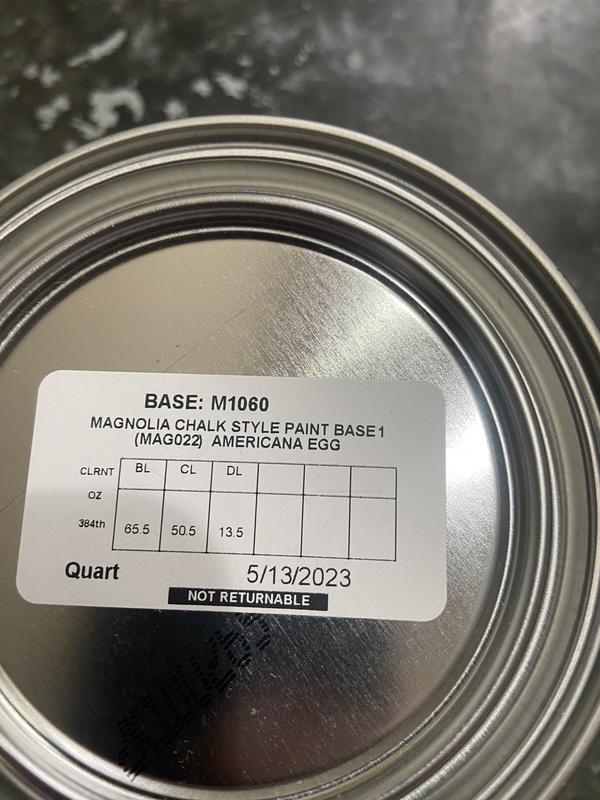 BASE: M1060
MAGNOLIA CHALK STYLE PAINT BASE1
(MAG022) AMERICANA EGG
CLRNT BL CL DL
OZ
384th 65.5 50.5 13.5
Quart 5/13/2023
NOT RETURNABLE